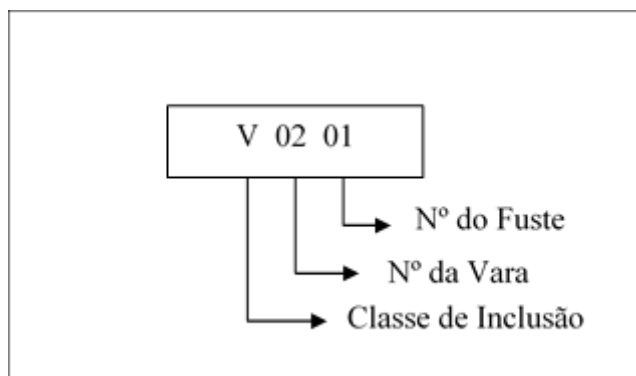 V 02 01
Nº do Fuste
Nº da Vara
Classe de Inclusão